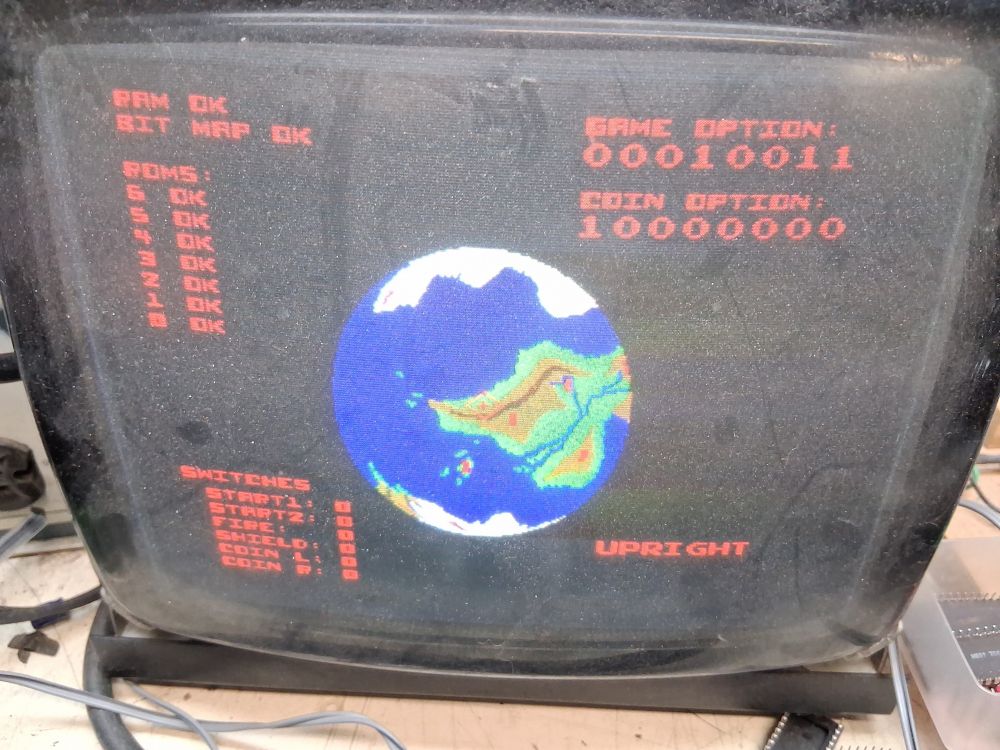 RAM OK
BIT MAP OK
ROMS:
6 OK
5 OK
4 OK
3 OK
2 OK
1 OK
0 OK
GAME OPTION:
00010011
COIN OPTION:
10000000
SWITCHES
START1: 0
START2: 0
FIRE: 0
SHIELD: 0
COIN L: 0
COIN R: 0
UPRIGHT